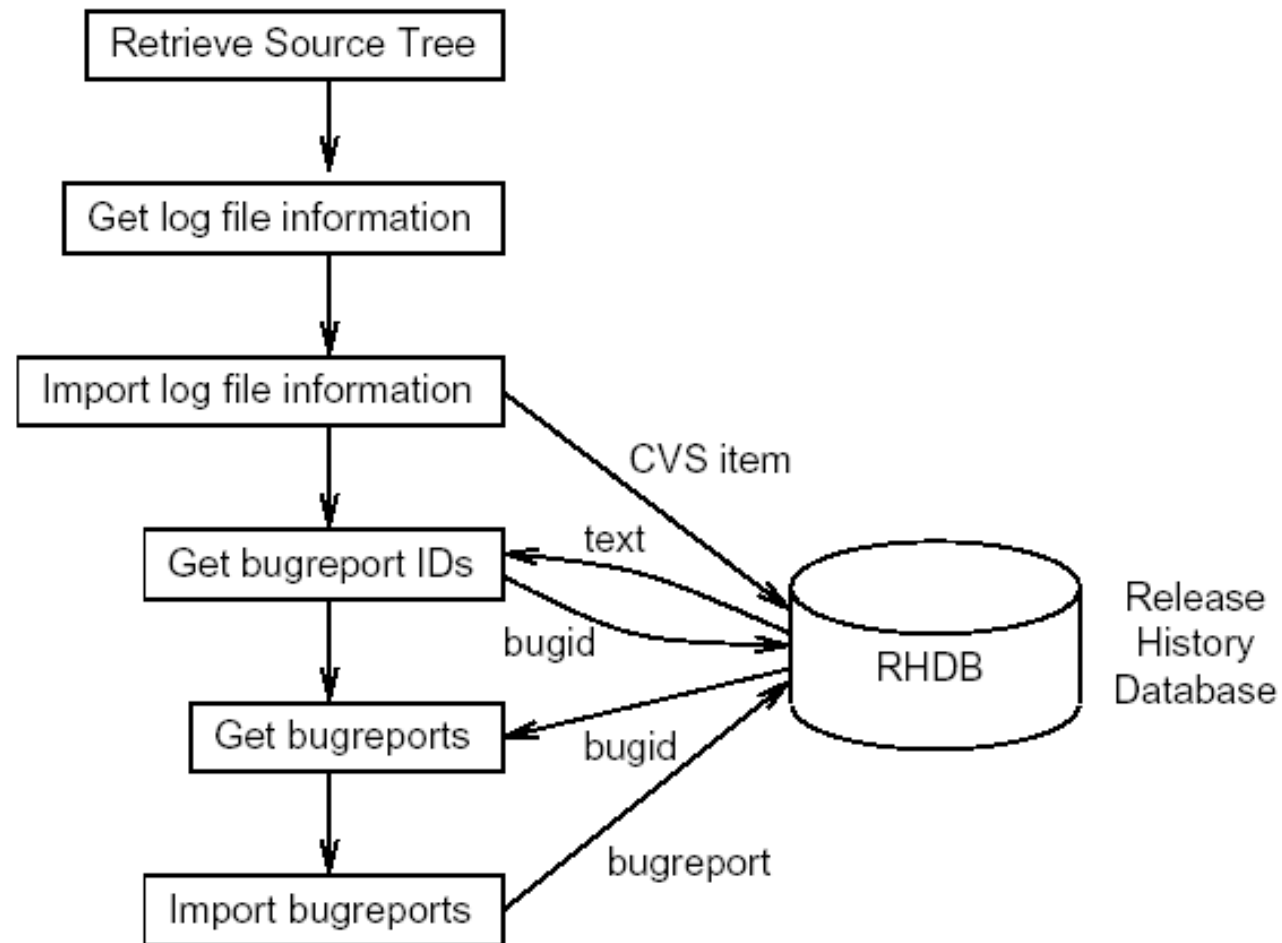 Retrieve Source Tree
Get log file information
Import log file information
CVS item
text
Get bugreport IDs
bugid
RHDB
Release
History
Database
Get bugreports
bugid
bugreport
Import bugreports